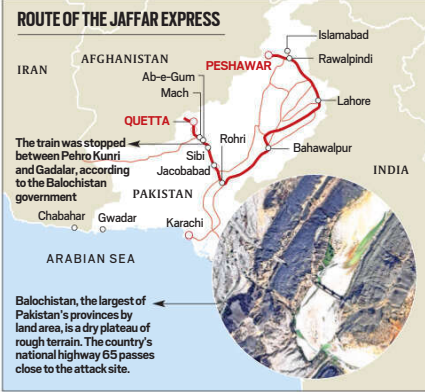 ROUTE OF THE JAFFAR EXPRESS
Islamabad
AFGHANISTAN
PESHAWAR
Rawalpindi
IRAN
Ab-e-Gum
Mach
Lahore
QUETTA
Rohri
The train was stopped
between Pehro Kunri
and Gadalar, according
to the Balochistan
government
Sibi
Bahawalpur
Jacobabad
INDIA
PAKISTAN
Chabahar
Gwadar
Karachi
ARABIAN SEA
Balochistan, the largest of
Pakistan's provinces by
land area, is a dry plateau of
rough terrain. The country's
national highway 65 passes
close to the attack site.